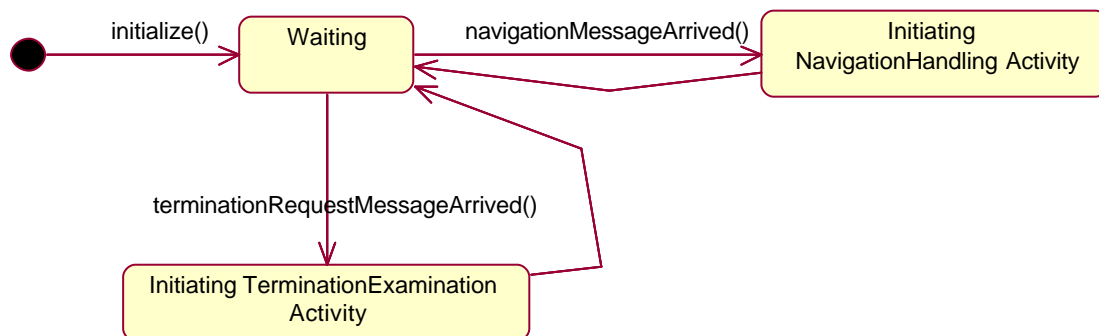 initialize()
Waiting
navigationMessageArrived()
Initiating
NavigationHandling Activity
terminationRequestMessageArrived()
Initiating TerminationExamination
Activity